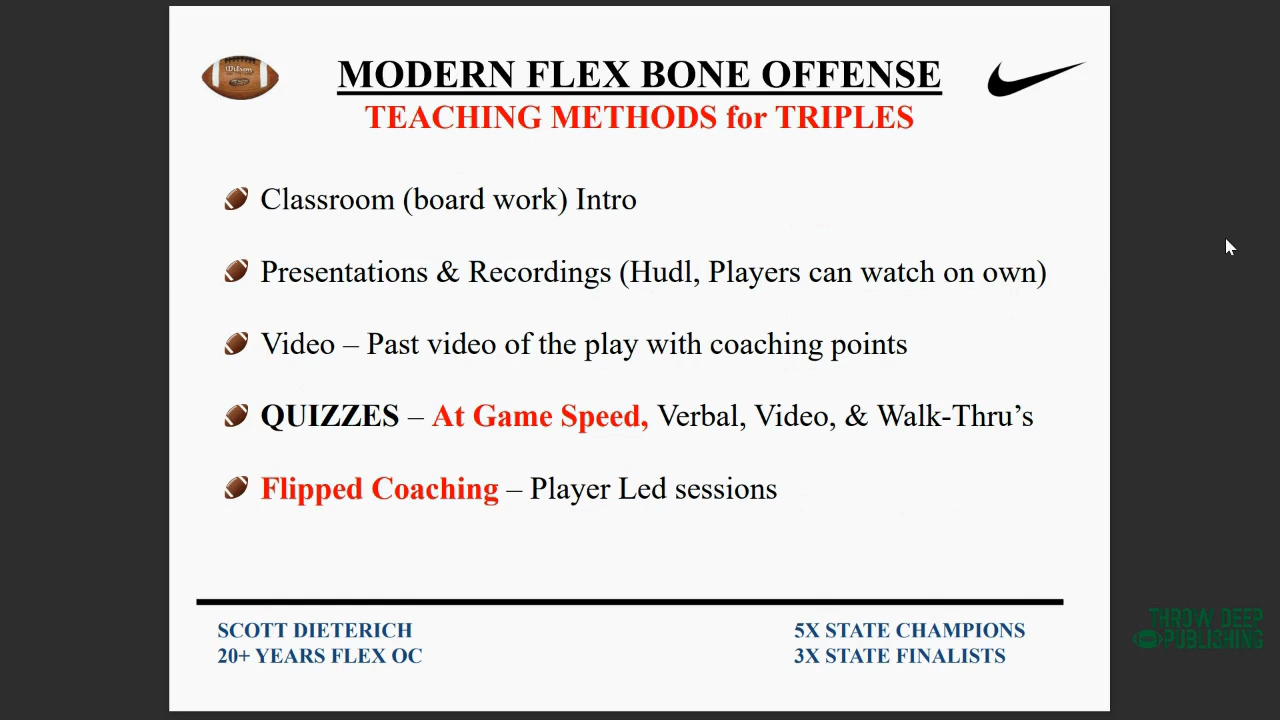 MODERN FLEX BONE OFFENSE
TEACHING METHODS for TRIPLES
Classroom (board work) Intro
Presentations & Recordings (Hudl, Players can watch on own)
Video – Past video of the play with coaching points
QUIZZES – At Game Speed, Verbal, Video, & Walk-Thru’s
Flipped Coaching – Player Led sessions
SCOTT DIETERICH
20+ YEARS FLEX OC
5X STATE CHAMPIONS
3X STATE FINALISTS
THROW DEEP
PUBLISHING
Wilson